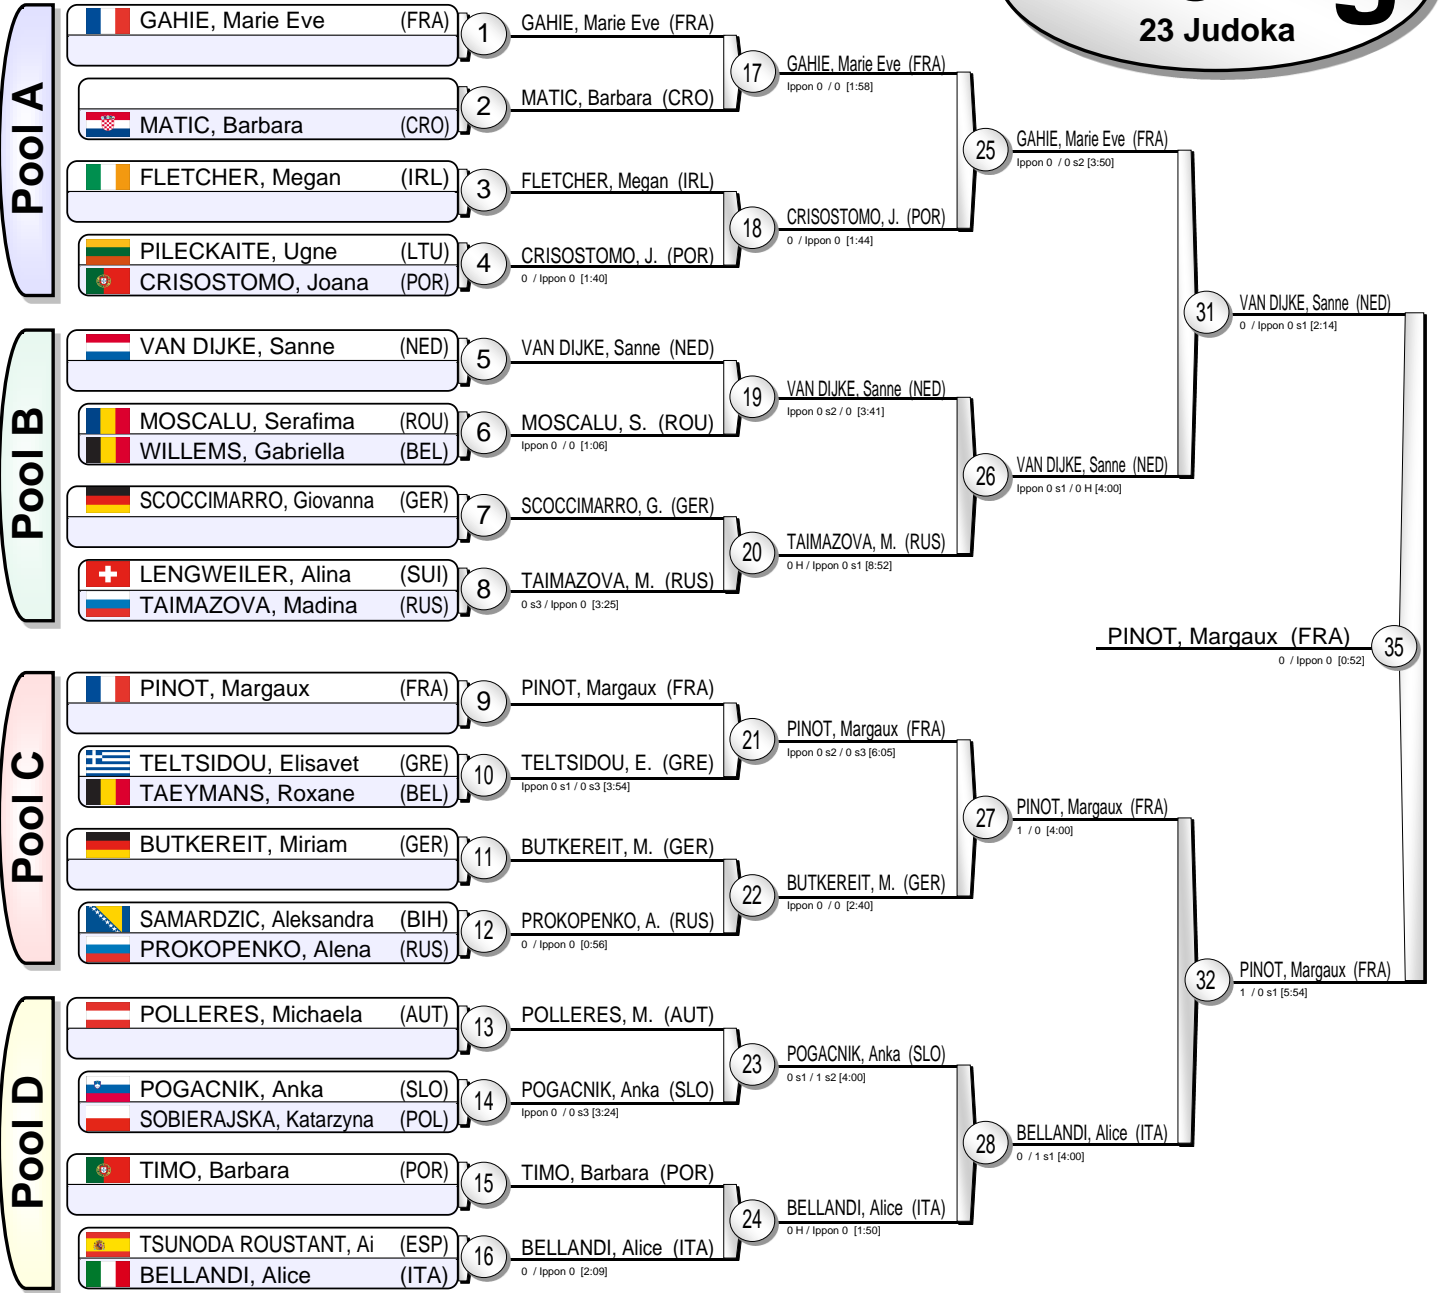 23 Judoka
Pool A
GAHIE, Marie Eve (FRA)
1
GAHIE, Marie Eve (FRA)
MATIC, Barbara (CRO)
2
MATIC, Barbara (CRO)
17
GAHIE, Marie Eve (FRA)
Ippon 0 / 0 [1:58]
FLETCHER, Megan (IRL)
3
FLETCHER, Megan (IRL)
PILECKAITE, Ugne (LTU)
CRISOSTOMO, Joana (POR)
4
CRISOSTOMO, J. (POR)
0 / Ippon 0 [1:40]
18
CRISOSTOMO, J. (POR)
0 / Ippon 0 [1:44]
25
GAHIE, Marie Eve (FRA)
Ippon 0 / 0 s2 [3:50]
Pool B
VAN DIJKE, Sanne (NED)
5
VAN DIJKE, Sanne (NED)
MOSCALU, Serafima (ROU)
WILLEMS, Gabriella (BEL)
6
MOSCALU, S. (ROU)
Ippon 0 / 0 [1:06]
19
VAN DIJKE, Sanne (NED)
Ippon 0 s2 / 0 [3:41]
SCOCCIMARRO, Giovanna (GER)
7
SCOCCIMARRO, G. (GER)
LENGWEILER, Alina (SUI)
TAIMAZOVA, Madina (RUS)
8
TAIMAZOVA, M. (RUS)
0 s3 / Ippon 0 [3:25]
20
TAIMAZOVA, M. (RUS)
0 H / Ippon 0 s1 [8:52]
26
VAN DIJKE, Sanne (NED)
Ippon 0 s1 / 0 H [4:00]
31
VAN DIJKE, Sanne (NED)
0 / Ippon 0 s1 [2:14]
PINOT, Margaux (FRA)
0 / Ippon 0 [0:52]
35
Pool C
PINOT, Margaux (FRA)
9
PINOT, Margaux (FRA)
TELTSIDOU, Elisavet (GRE)
TAEYMANS, Roxane (BEL)
10
TELTSIDOU, E. (GRE)
Ippon 0 s1 / 0 s3 [3:54]
21
PINOT, Margaux (FRA)
Ippon 0 s2 / 0 s3 [6:05]
BUTKEREIT, Miriam (GER)
11
BUTKEREIT, M. (GER)
SAMARDZIC, Aleksandra (BIH)
PROKOPENKO, Alena (RUS)
12
PROKOPENKO, A. (RUS)
0 / Ippon 0 [0:56]
22
BUTKEREIT, M. (GER)
Ippon 0 / 0 [2:40]
27
PINOT, Margaux (FRA)
1 / 0 [4:00]
Pool D
POLLERES, Michaela (AUT)
13
POLLERES, M. (AUT)
POGACNIK, Anka (SLO)
SOBIERAJSKA, Katarzyna (POL)
14
POGACNIK, Anka (SLO)
Ippon 0 / 0 s3 [3:24]
23
POGACNIK, Anka (SLO)
0 s1 / 1 s2 [4:00]
TIMO, Barbara (POR)
15
TIMO, Barbara (POR)
TSUNODA ROUSTANT, Ai (ESP)
BELLANDI, Alice (ITA)
16
BELLANDI, Alice (ITA)
0 / Ippon 0 [2:09]
24
BELLANDI, Alice (ITA)
0 H / Ippon 0 [1:50]
28
BELLANDI, Alice (ITA)
0 / 1 s1 [4:00]
32
PINOT, Margaux (FRA)
1 / 0 s1 [5:54]